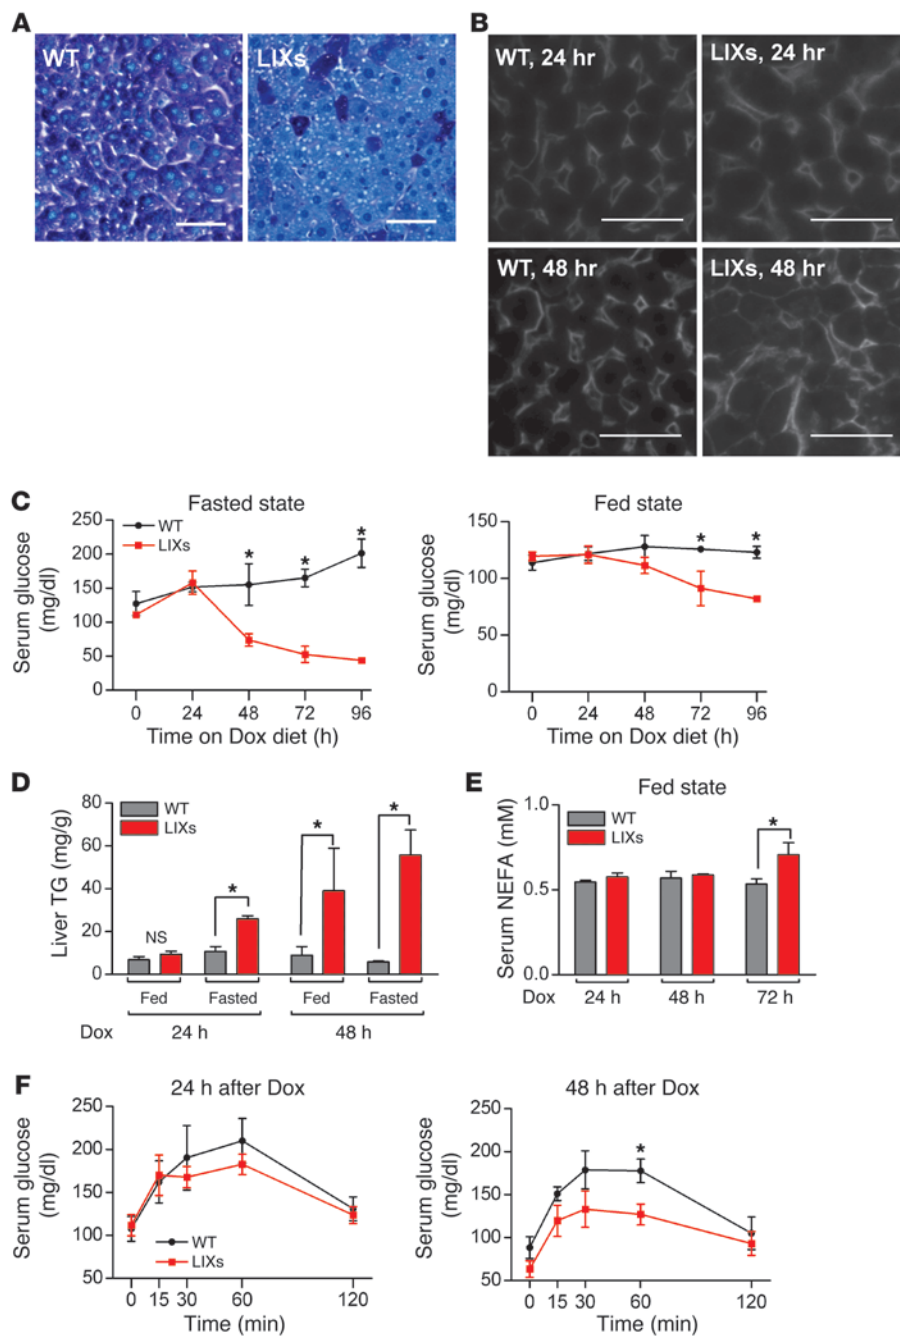 A
WT
LIXs
B
WT, 24 hr
LIXs, 24 hr
WT, 48 hr
LIXs, 48 hr
C
Fasted state
Serum glucose
(mg/dl)
250
200
150
100
50
0
WT
LIXs
*
*
*
0 24 48 72 96
Time on Dox diet (h)
Fed state
Serum glucose
(mg/dl)
150
100
50
0
*
*
0 24 48 72 96
Time on Dox diet (h)
D
Liver TG (mg/g)
80
60
40
20
0
WT
LIXs
NS
*
*
*
Fed Fasted Fed Fasted
Dox 24 h 48 h
E
Fed state
Serum NEFA (mM)
1.0
0.5
0.0
WT
LIXs
*
Dox 24 h 48 h 72 h
F
24 h after Dox
Serum glucose
(mg/dl)
250
200
150
100
50
WT
LIXs
0 15 30 60 120
Time (min)
48 h after Dox
Serum glucose
(mg/dl)
250
200
150
100
50
*
0 15 30 60 120
Time (min)